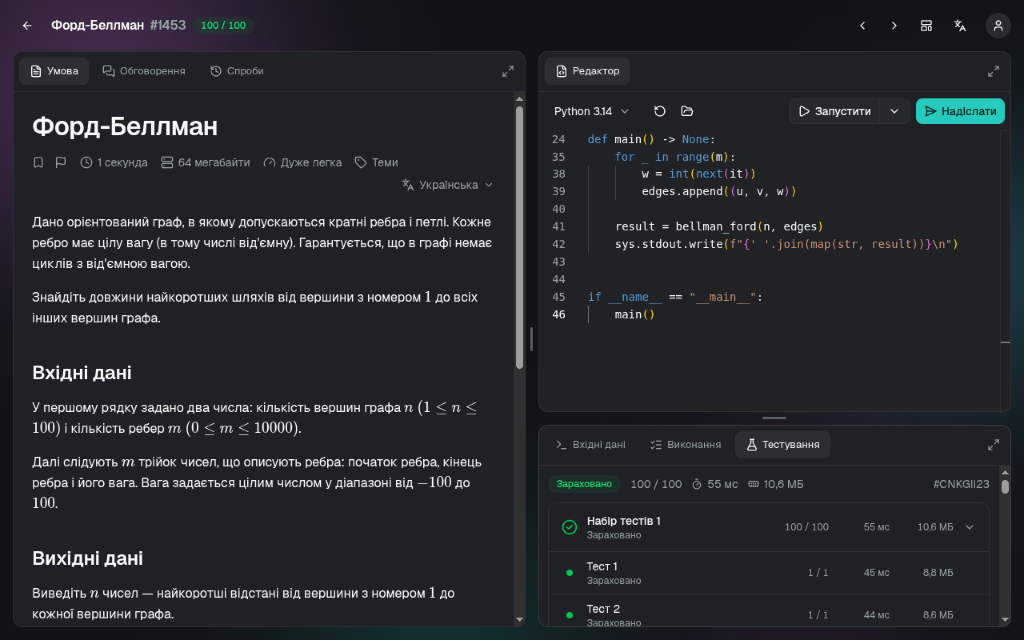 Форд-Беллман #1453 100 / 100
Умова Обговорення Спроби
Форд-Беллман
1 секунда 64 мегабайти Дуже легка Теми
Українська
Дано орієнтований граф, в якому допускаються кратні ребра і петлі. Кожне
ребро має цілу вагу (в тому числі від'ємну). Гарантується, що в графі немає
циклів з від'ємною вагою.
Знайдіть довжини найкоротших шляхів від вершини з номером 1 до всіх
інших вершин графа.
Вхідні дані
У першому рядку задано два числа: кількість вершин графа n (1 ≤ n ≤
100) і кількість ребер m (0 ≤ m ≤ 10000).
Далі слідують m трійок чисел, що описують ребра: початок ребра, кінець
ребра і його вага. Вага задається цілим числом у діапазоні від −100 до
100.
Вихідні дані
Виведіть n чисел — найкоротші відстані від вершини з номером 1 до
кожної вершини графа.
Редактор
Python 3.14 Запустити Надіслати
24 def main() -> None:
35 for _ in range(m):
38 w = int(next(it))
39 edges.append((u, v, w))
40
41 result = bellman_ford(n, edges)
42 sys.stdout.write(f"{' '.join(map(str, result))}\n")
43
44
45 if __name__ == "__main__":
46 main()
Вхідні дані Виконання Тестування
Зараховано 100 / 100 55 мс 10,6 МБ #CNKGII23
Набір тестів 1 100 / 100 55 мс 10,6 МБ
Зараховано
Тест 1 1 / 1 45 мс 8,8 МБ
Зараховано
Тест 2 1 / 1 44 мс 8,6 МБ
Зараховано